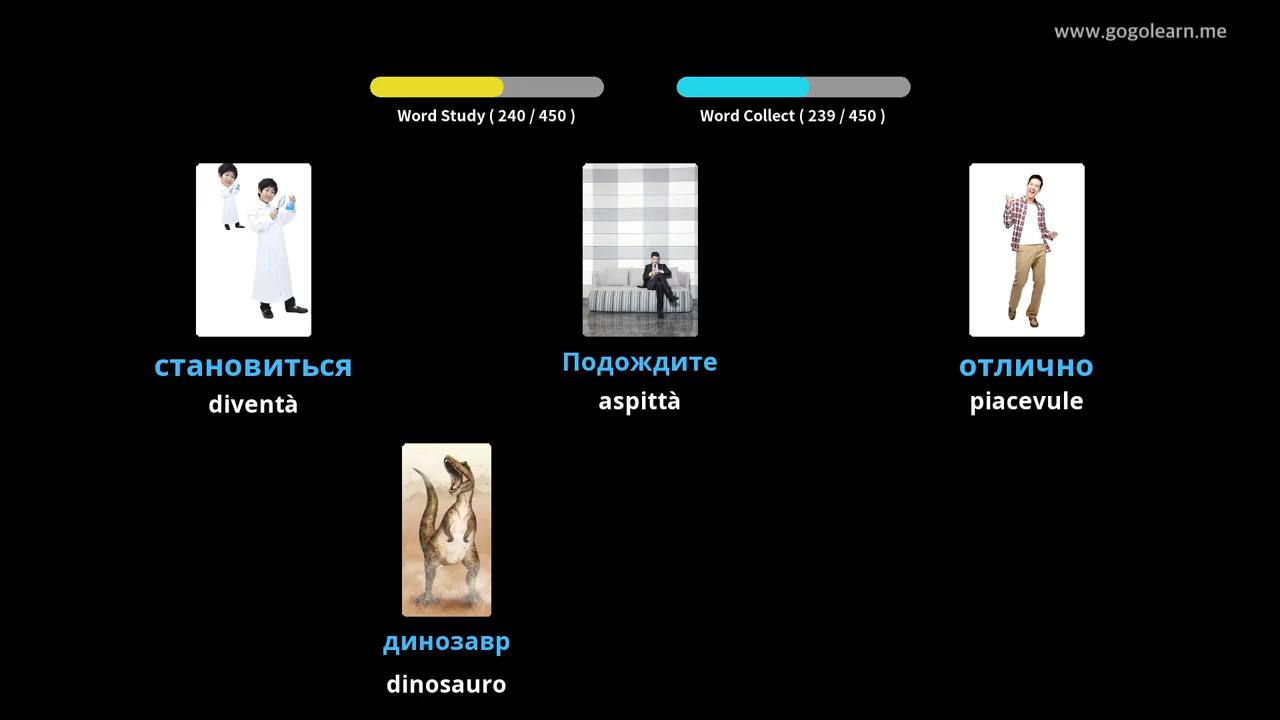 www.gogolearn.me
Word Study ( 240 / 450 )
Word Collect ( 239 / 450 )
становиться
diventà
Подождите
aspittà
отлично
piacevule
динозавр
dinosauro